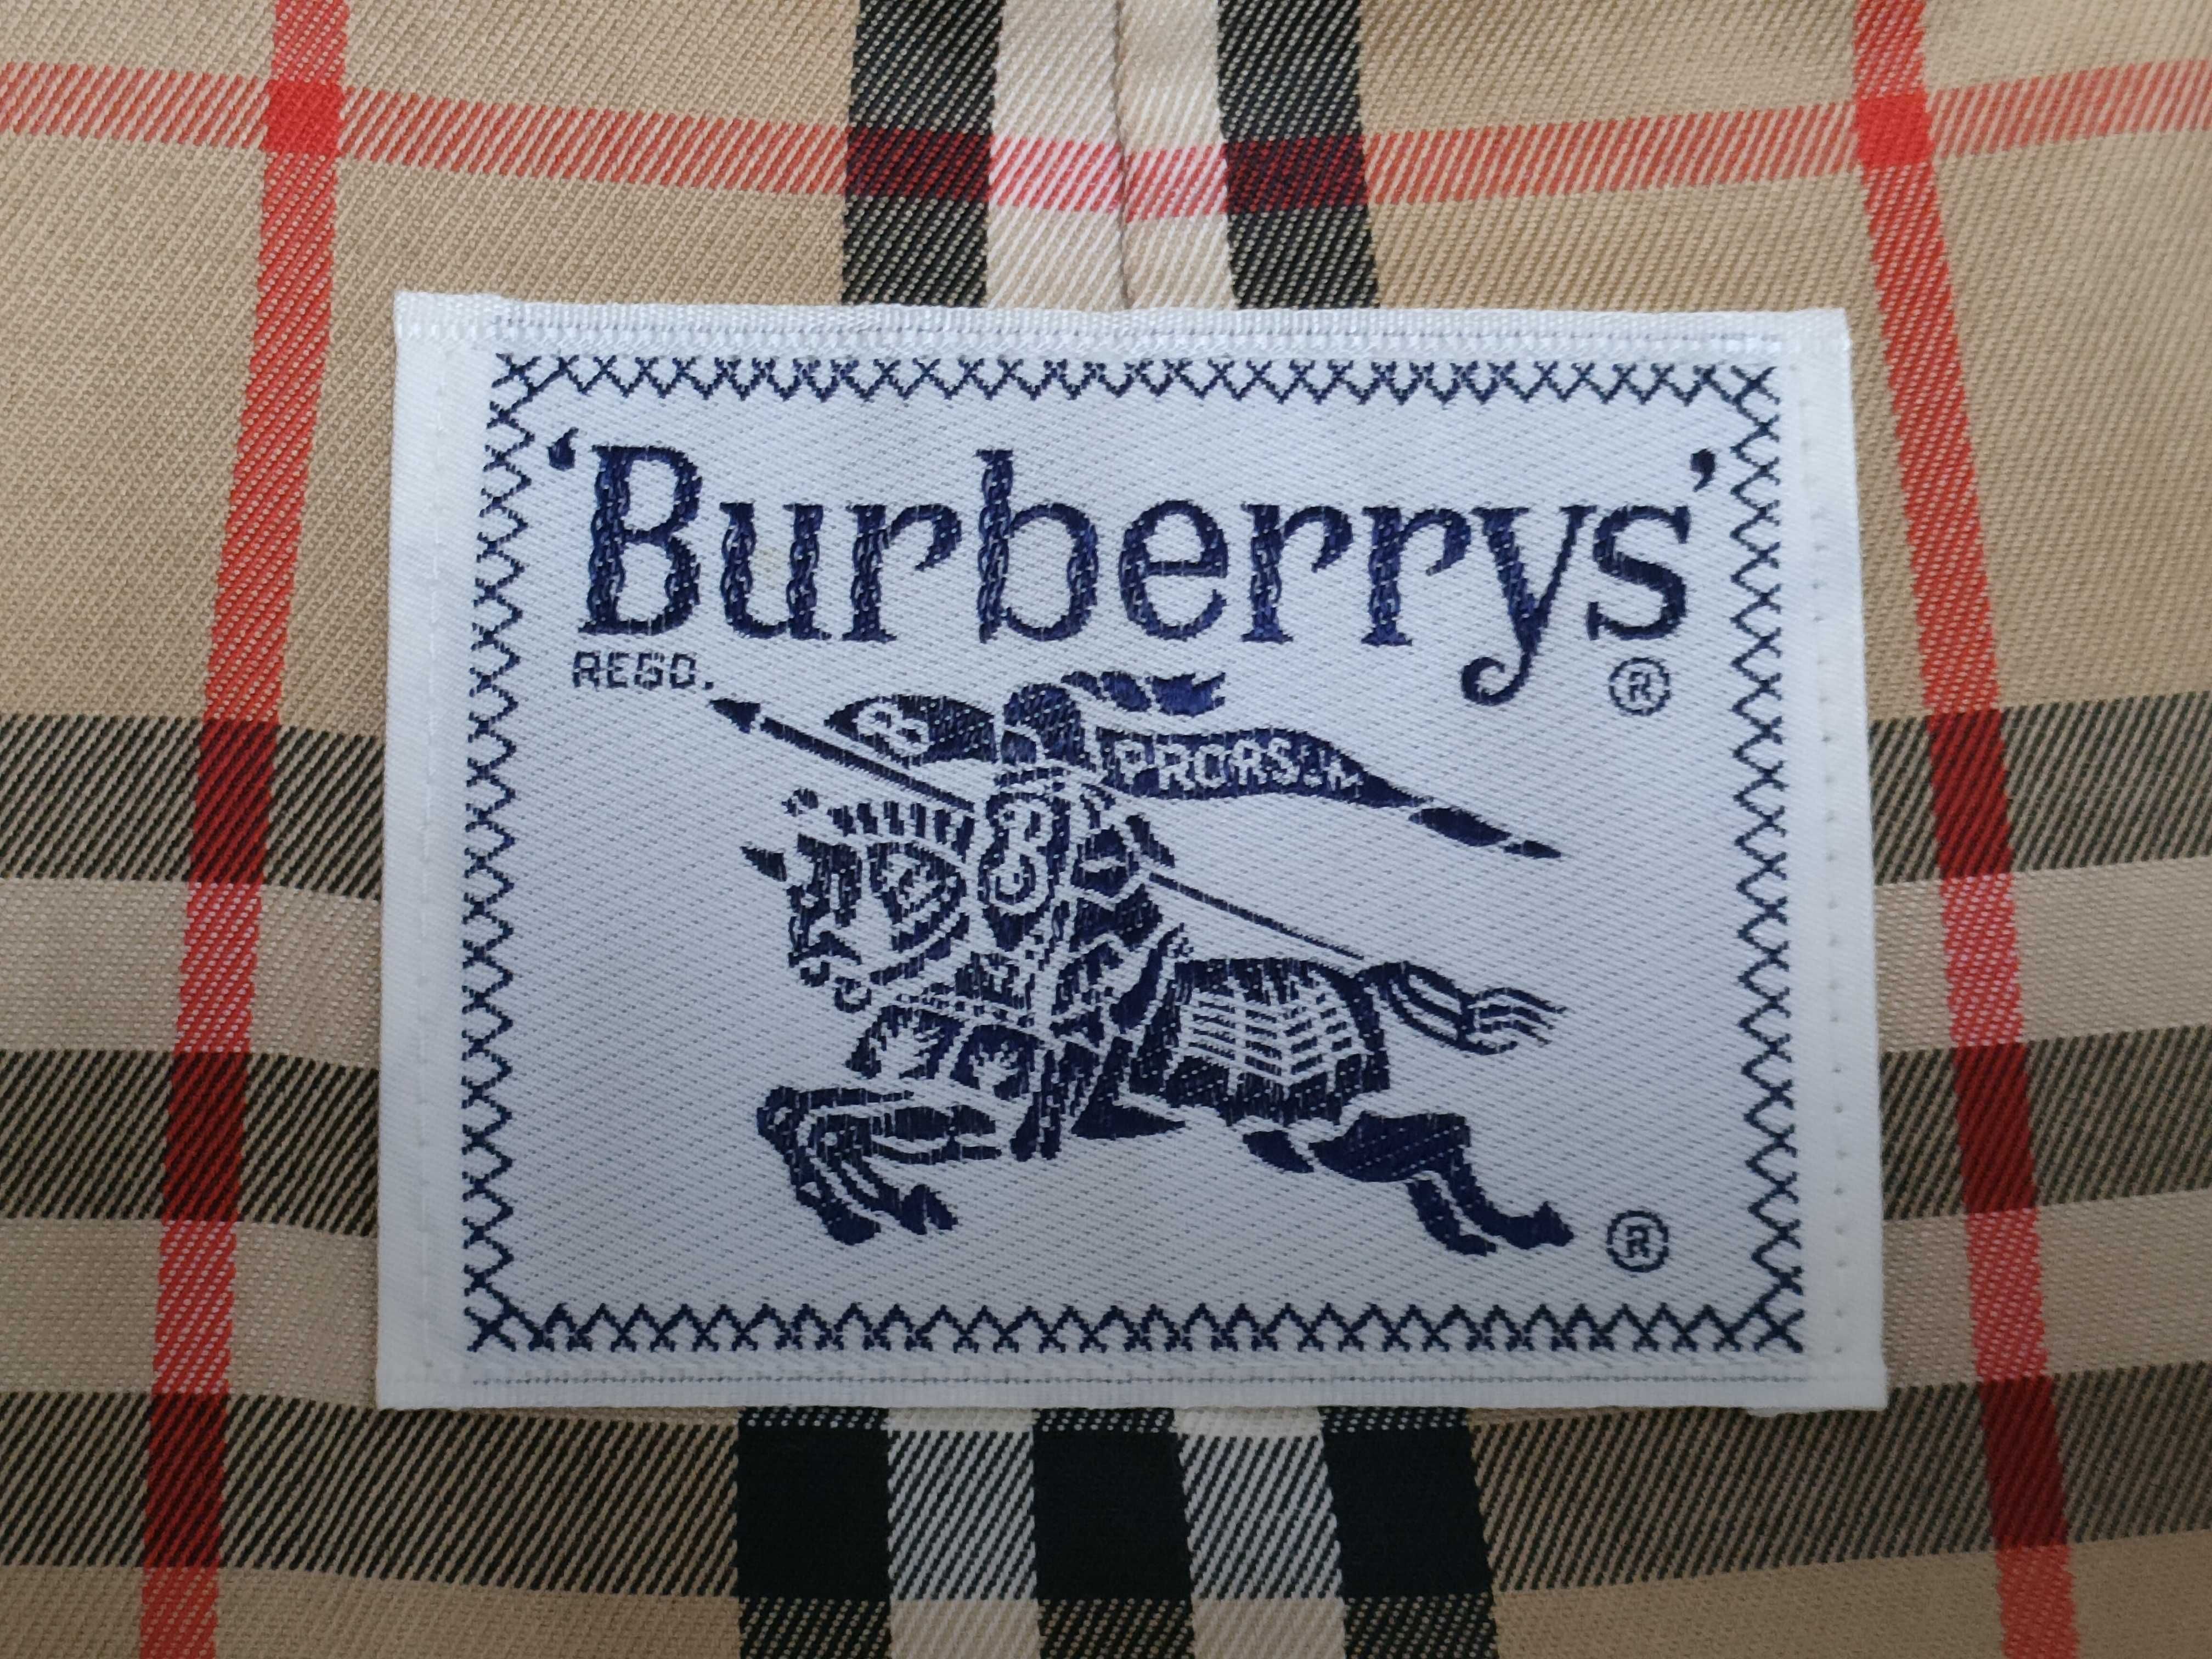 ‘Burberrys’
REGD. ®
B PRORSUM
®